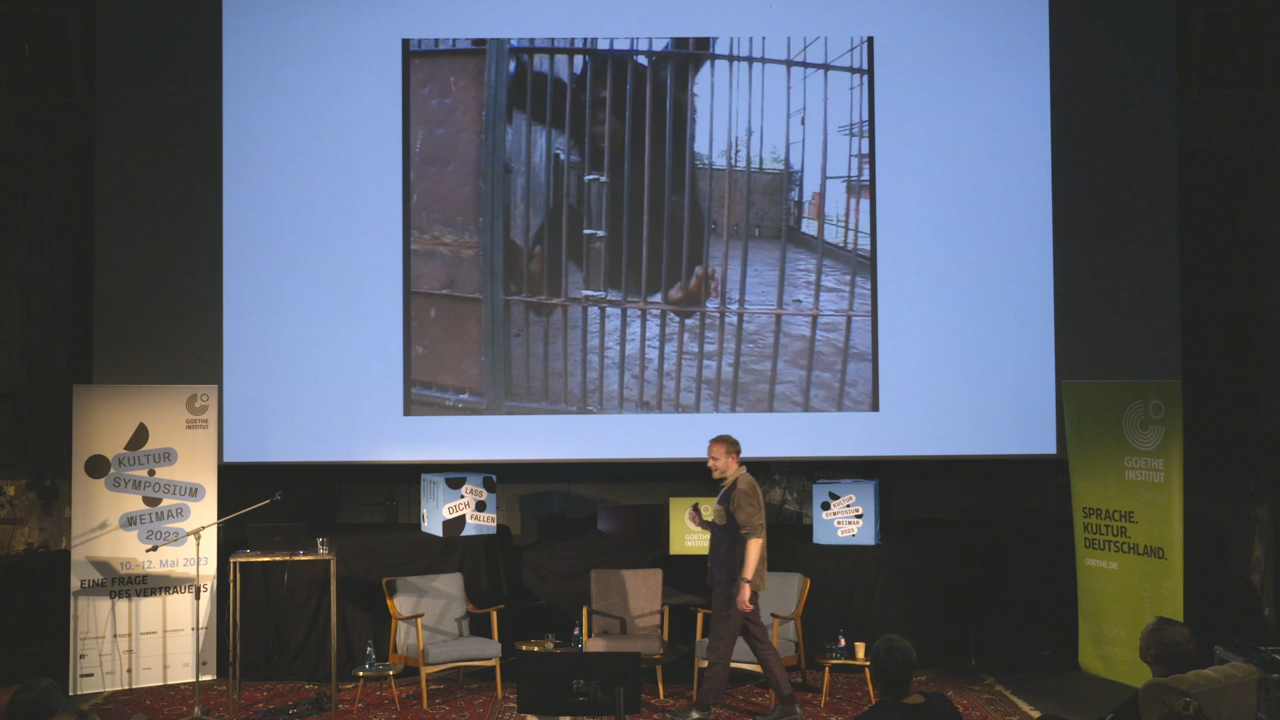 GOETHE
INSTITUT
KULTUR
SYMPOSIUM
WEIMAR
2023
10.–12. Mai 2023
EINE FRAGE
DES VERTRAUENS
SIEMENS
LASS
DICH
FALLEN
GOETHE
INSTITUT
KULTUR
SYMPOSIUM
WEIMAR
2023
GOETHE
INSTITUT
SPRACHE.
KULTUR.
DEUTSCHLAND.
GOETHE.DE